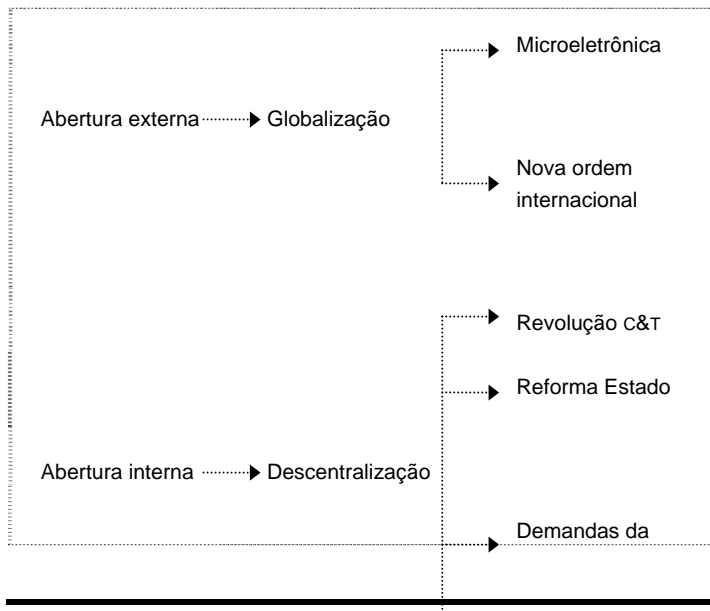 Microeletrônica
Abertura externa Globalização
Nova ordem
internacional
Revolução C&T
Reforma Estado
Abertura interna Descentralização
Demandas da